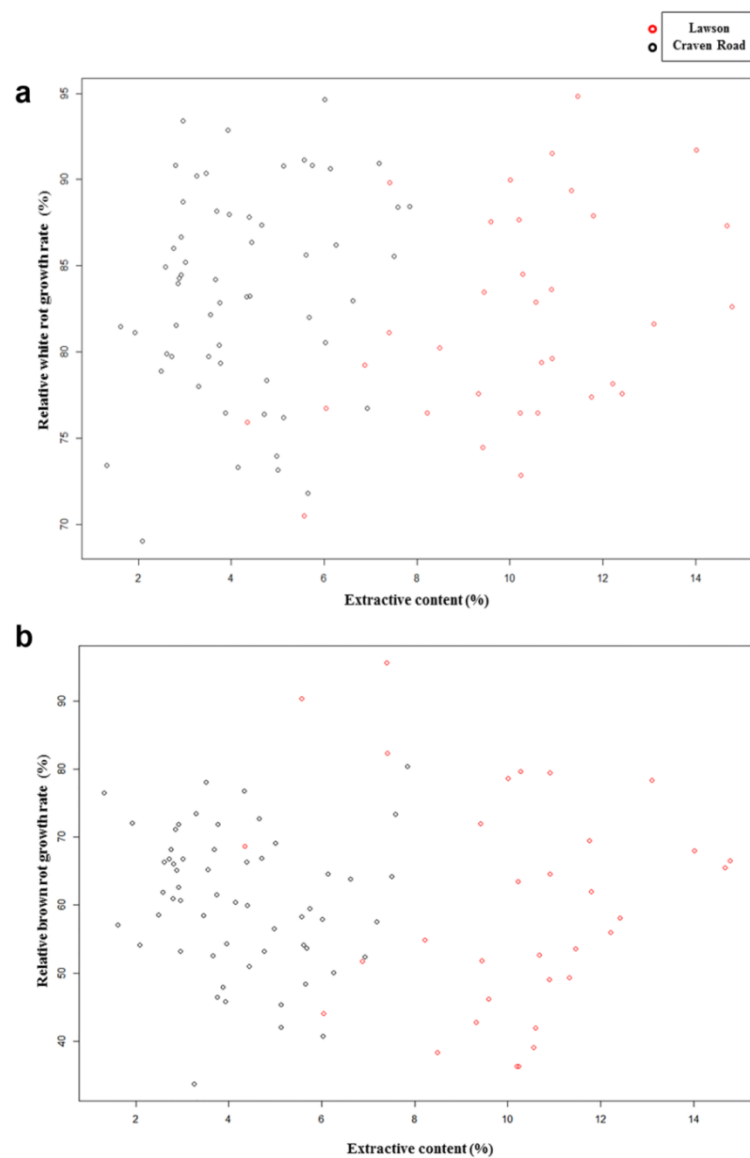 Lawson
Craven Road
a
95
90
85
80
75
70
Relative white rot growth rate (%)
2 4 6 8 10 12 14
Extractive content (%)
b
90
80
70
60
50
40
Relative brown rot growth rate (%)
2 4 6 8 10 12 14
Extractive content (%)